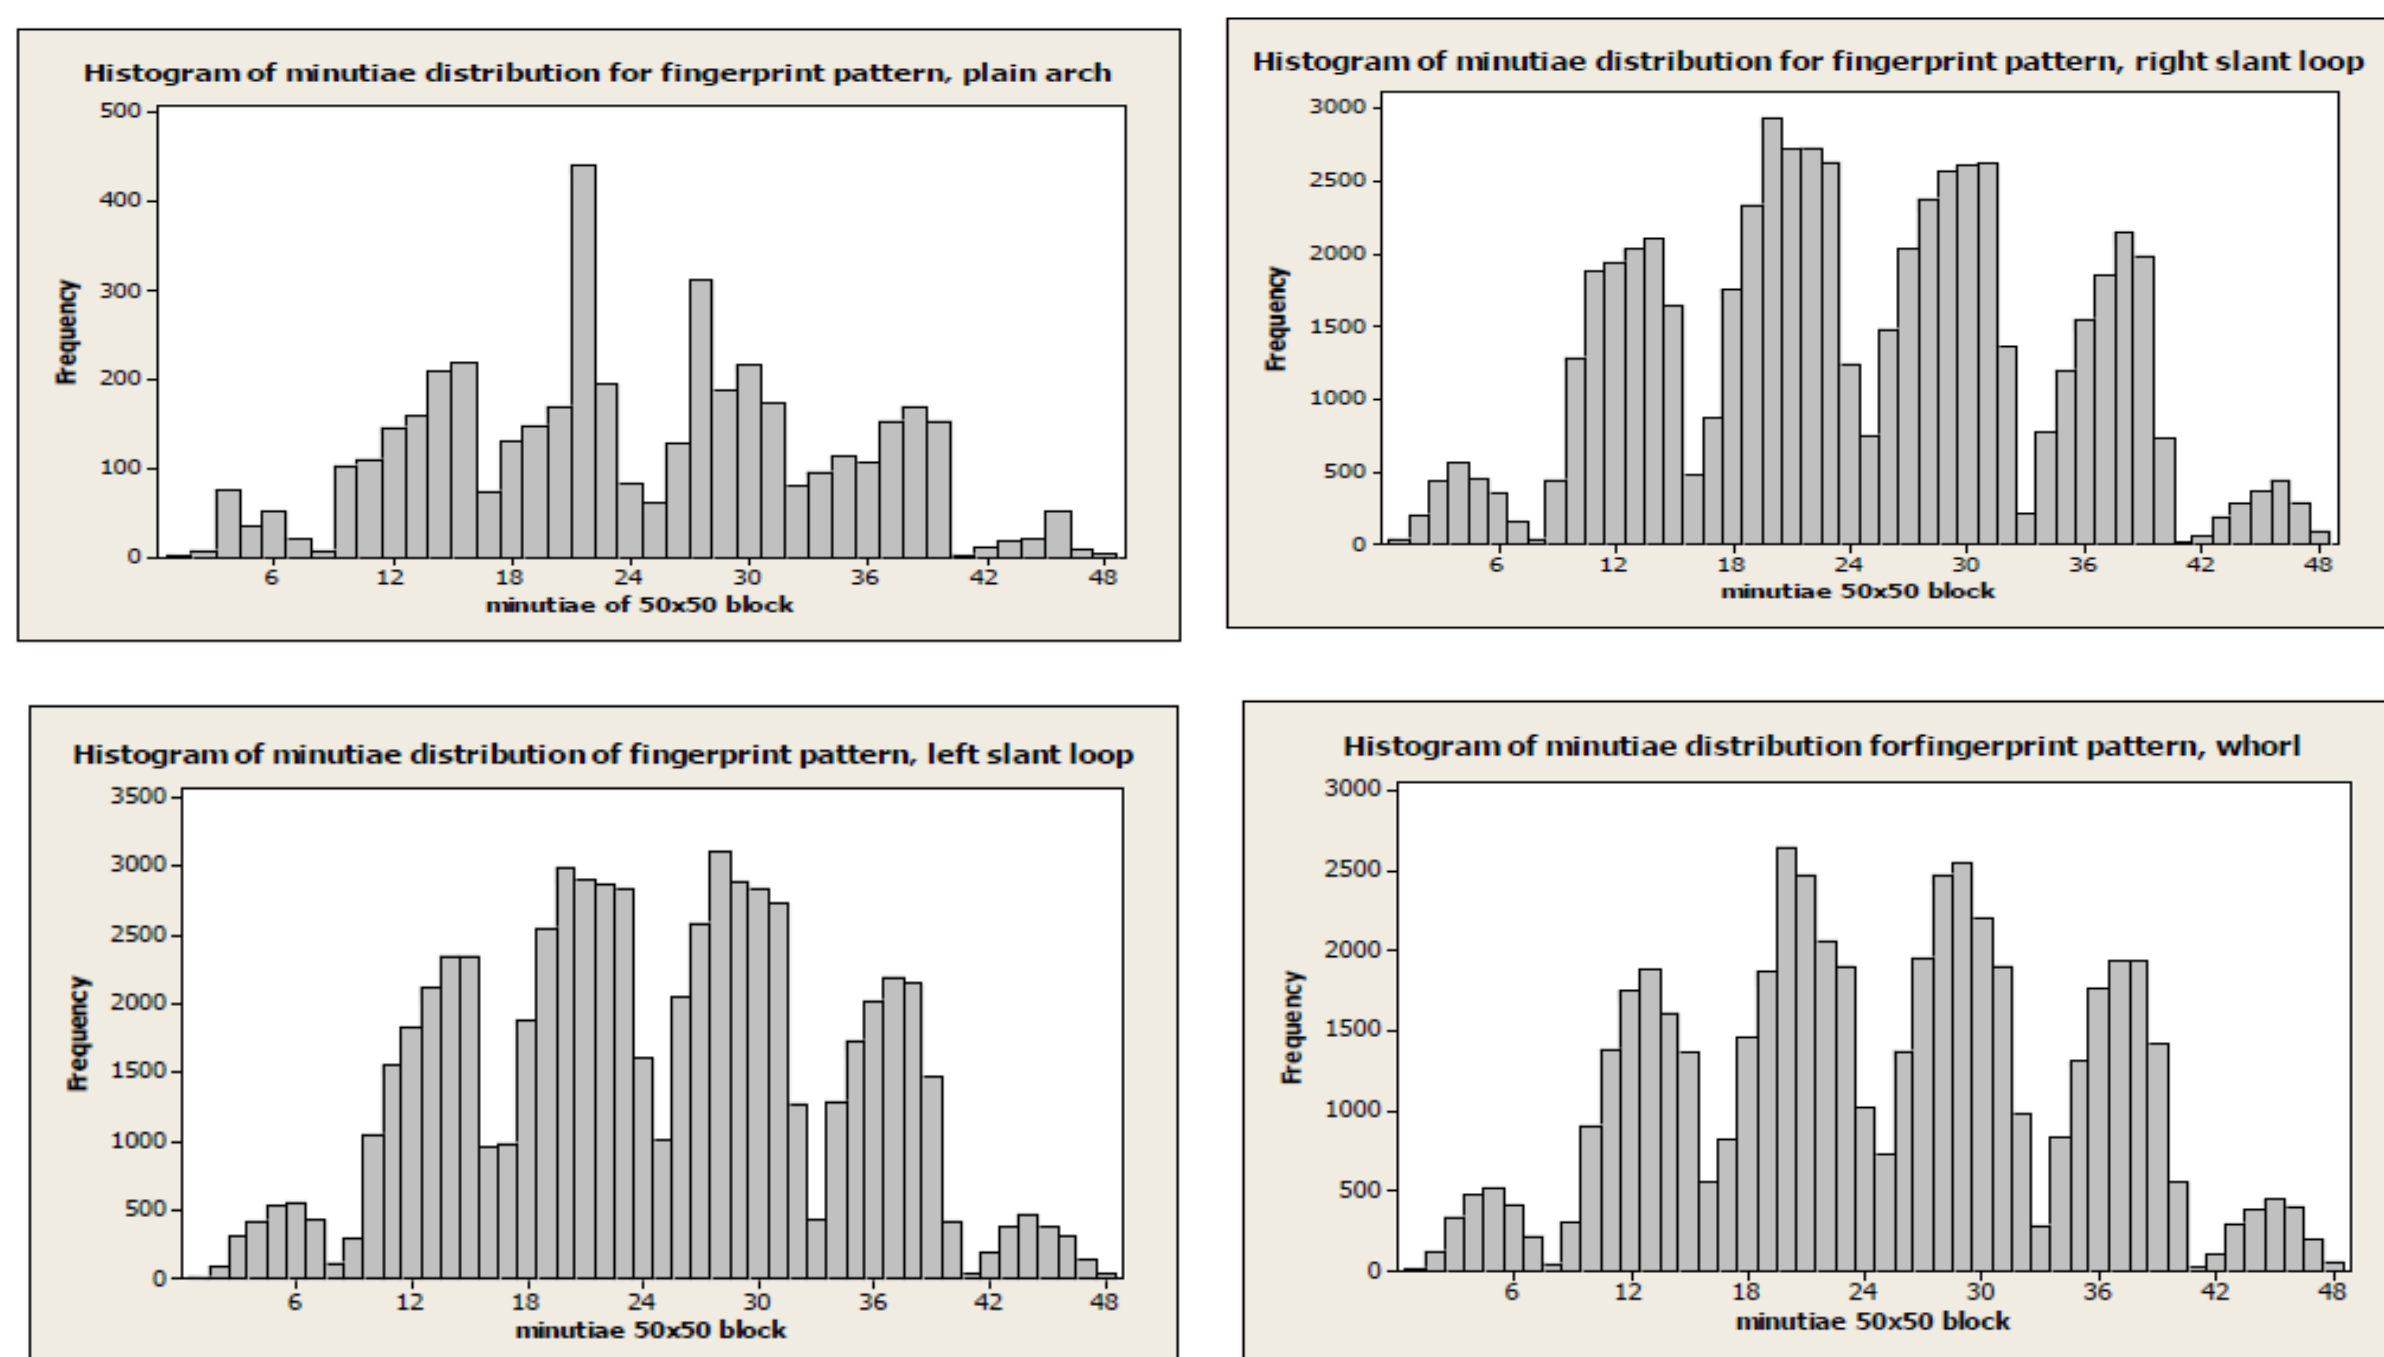 Histogram of minutiae distribution for fingerprint pattern, plain arch
500
400
300
200
100
0
Frequency
6 12 18 24 30 36 42 48
minutiae of 50x50 block
Histogram of minutiae distribution for fingerprint pattern, right slant loop
3000
2500
2000
1500
1000
500
0
Frequency
6 12 18 24 30 36 42 48
minutiae 50x50 block
Histogram of minutiae distribution of fingerprint pattern, left slant loop
3500
3000
2500
2000
1500
1000
500
0
Frequency
6 12 18 24 30 36 42 48
minutiae 50x50 block
Histogram of minutiae distribution forfingerprint pattern, whorl
3000
2500
2000
1500
1000
500
0
Frequency
6 12 18 24 30 36 42 48
minutiae 50x50 block